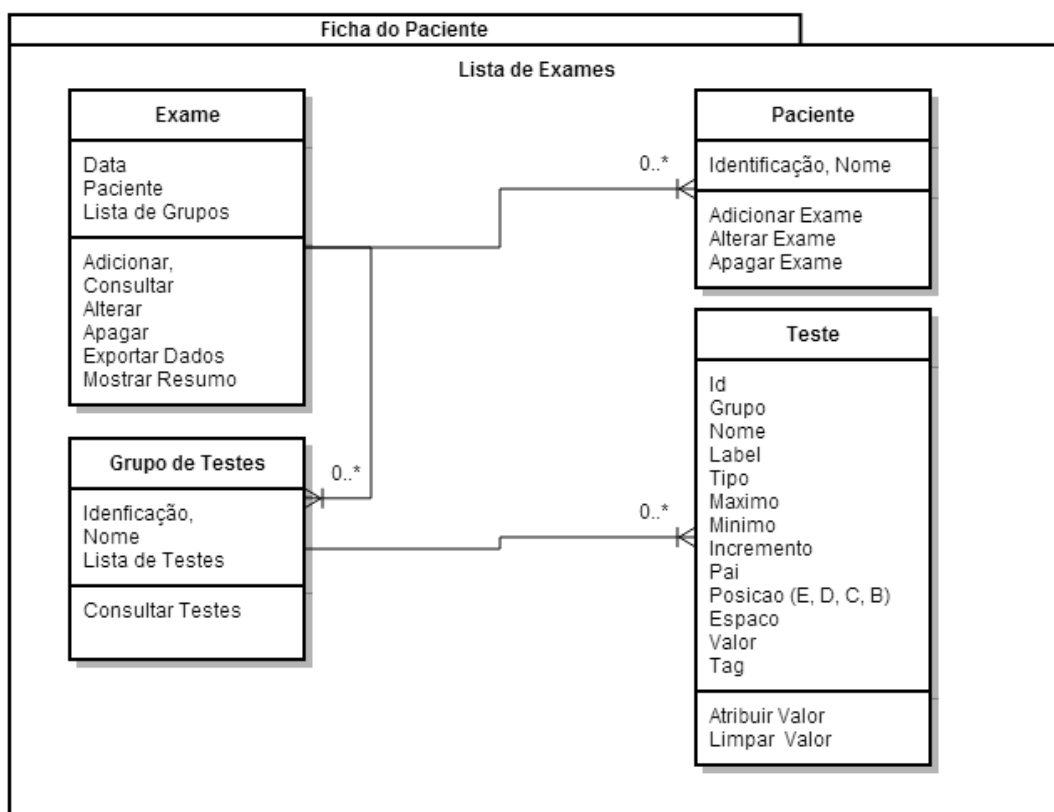 Ficha do Paciente
Lista de Exames
Exame
Data
Paciente
Lista de Grupos
Adicionar,
Consultar
Alterar
Apagar
Exportar Dados
Mostrar Resumo
Paciente
0..*
Identificação, Nome
Adicionar Exame
Alterar Exame
Apagar Exame
Grupo de Testes
0..*
Idenficação,
Nome
Lista de Testes
Consultar Testes
Teste
0..*
Id
Grupo
Nome
Label
Tipo
Maximo
Minimo
Incremento
Pai
Posicao (E, D, C, B)
Espaco
Valor
Tag
Atribuir Valor
Limpar Valor